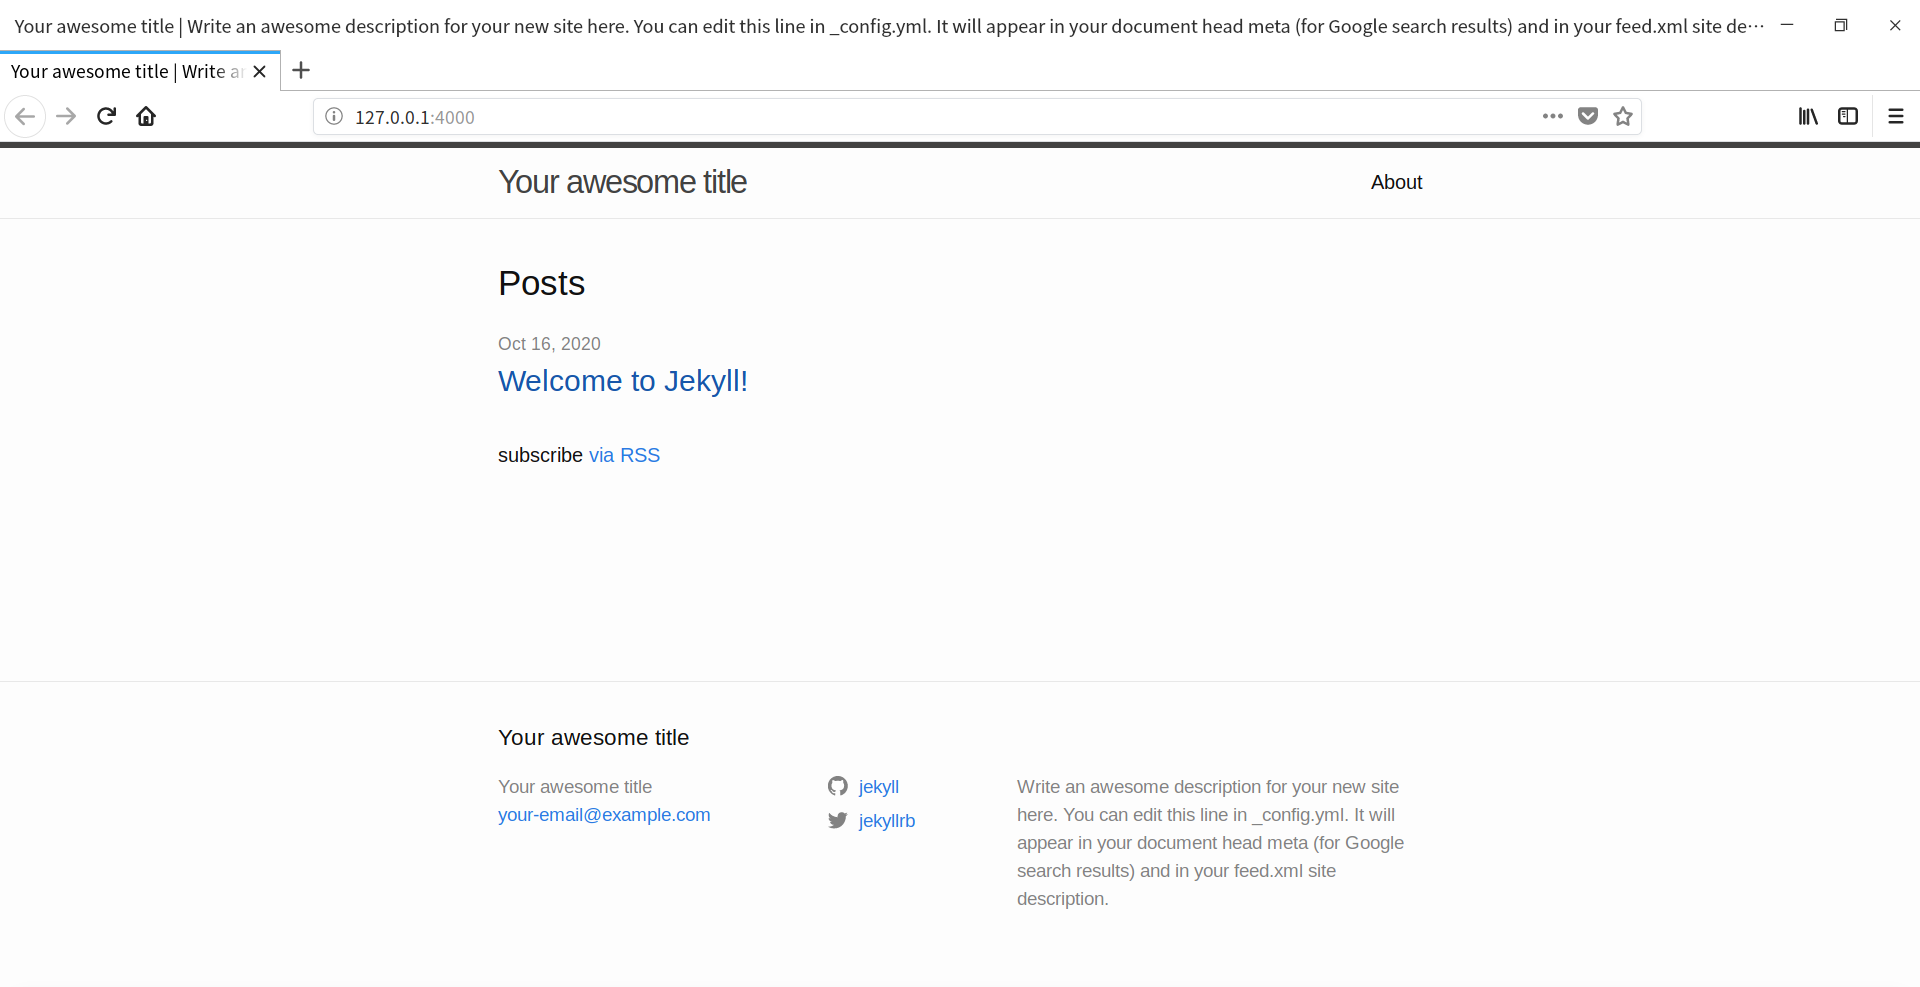 Your awesome title | Write an awesome description for your new site here. You can edit this line in _config.yml. It will appear in your document head meta (for Google search results) and in your feed.xml site de⋯
Your awesome title | Write an
127.0.0.1:4000
Your awesome title
About
Posts
Oct 16, 2020
Welcome to Jekyll!
subscribe via RSS
Your awesome title
Your awesome title
your-email@example.com
jekyll
jekyllrb
Write an awesome description for your new site
here. You can edit this line in _config.yml. It will
appear in your document head meta (for Google
search results) and in your feed.xml site
description.